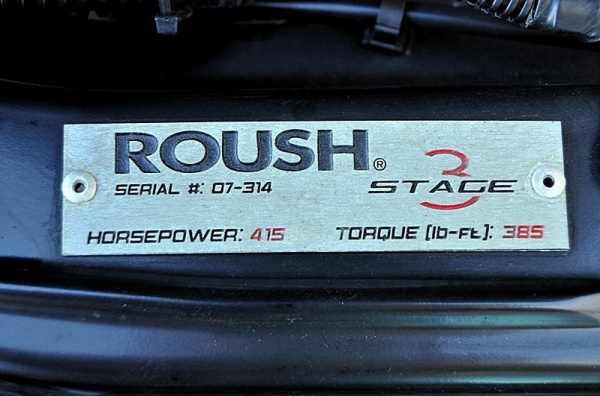 ROUSH®
SERIAL #: 07-314
3
STAGE
HORSEPOWER: 415
TORQUE [lb-Ft]: 385